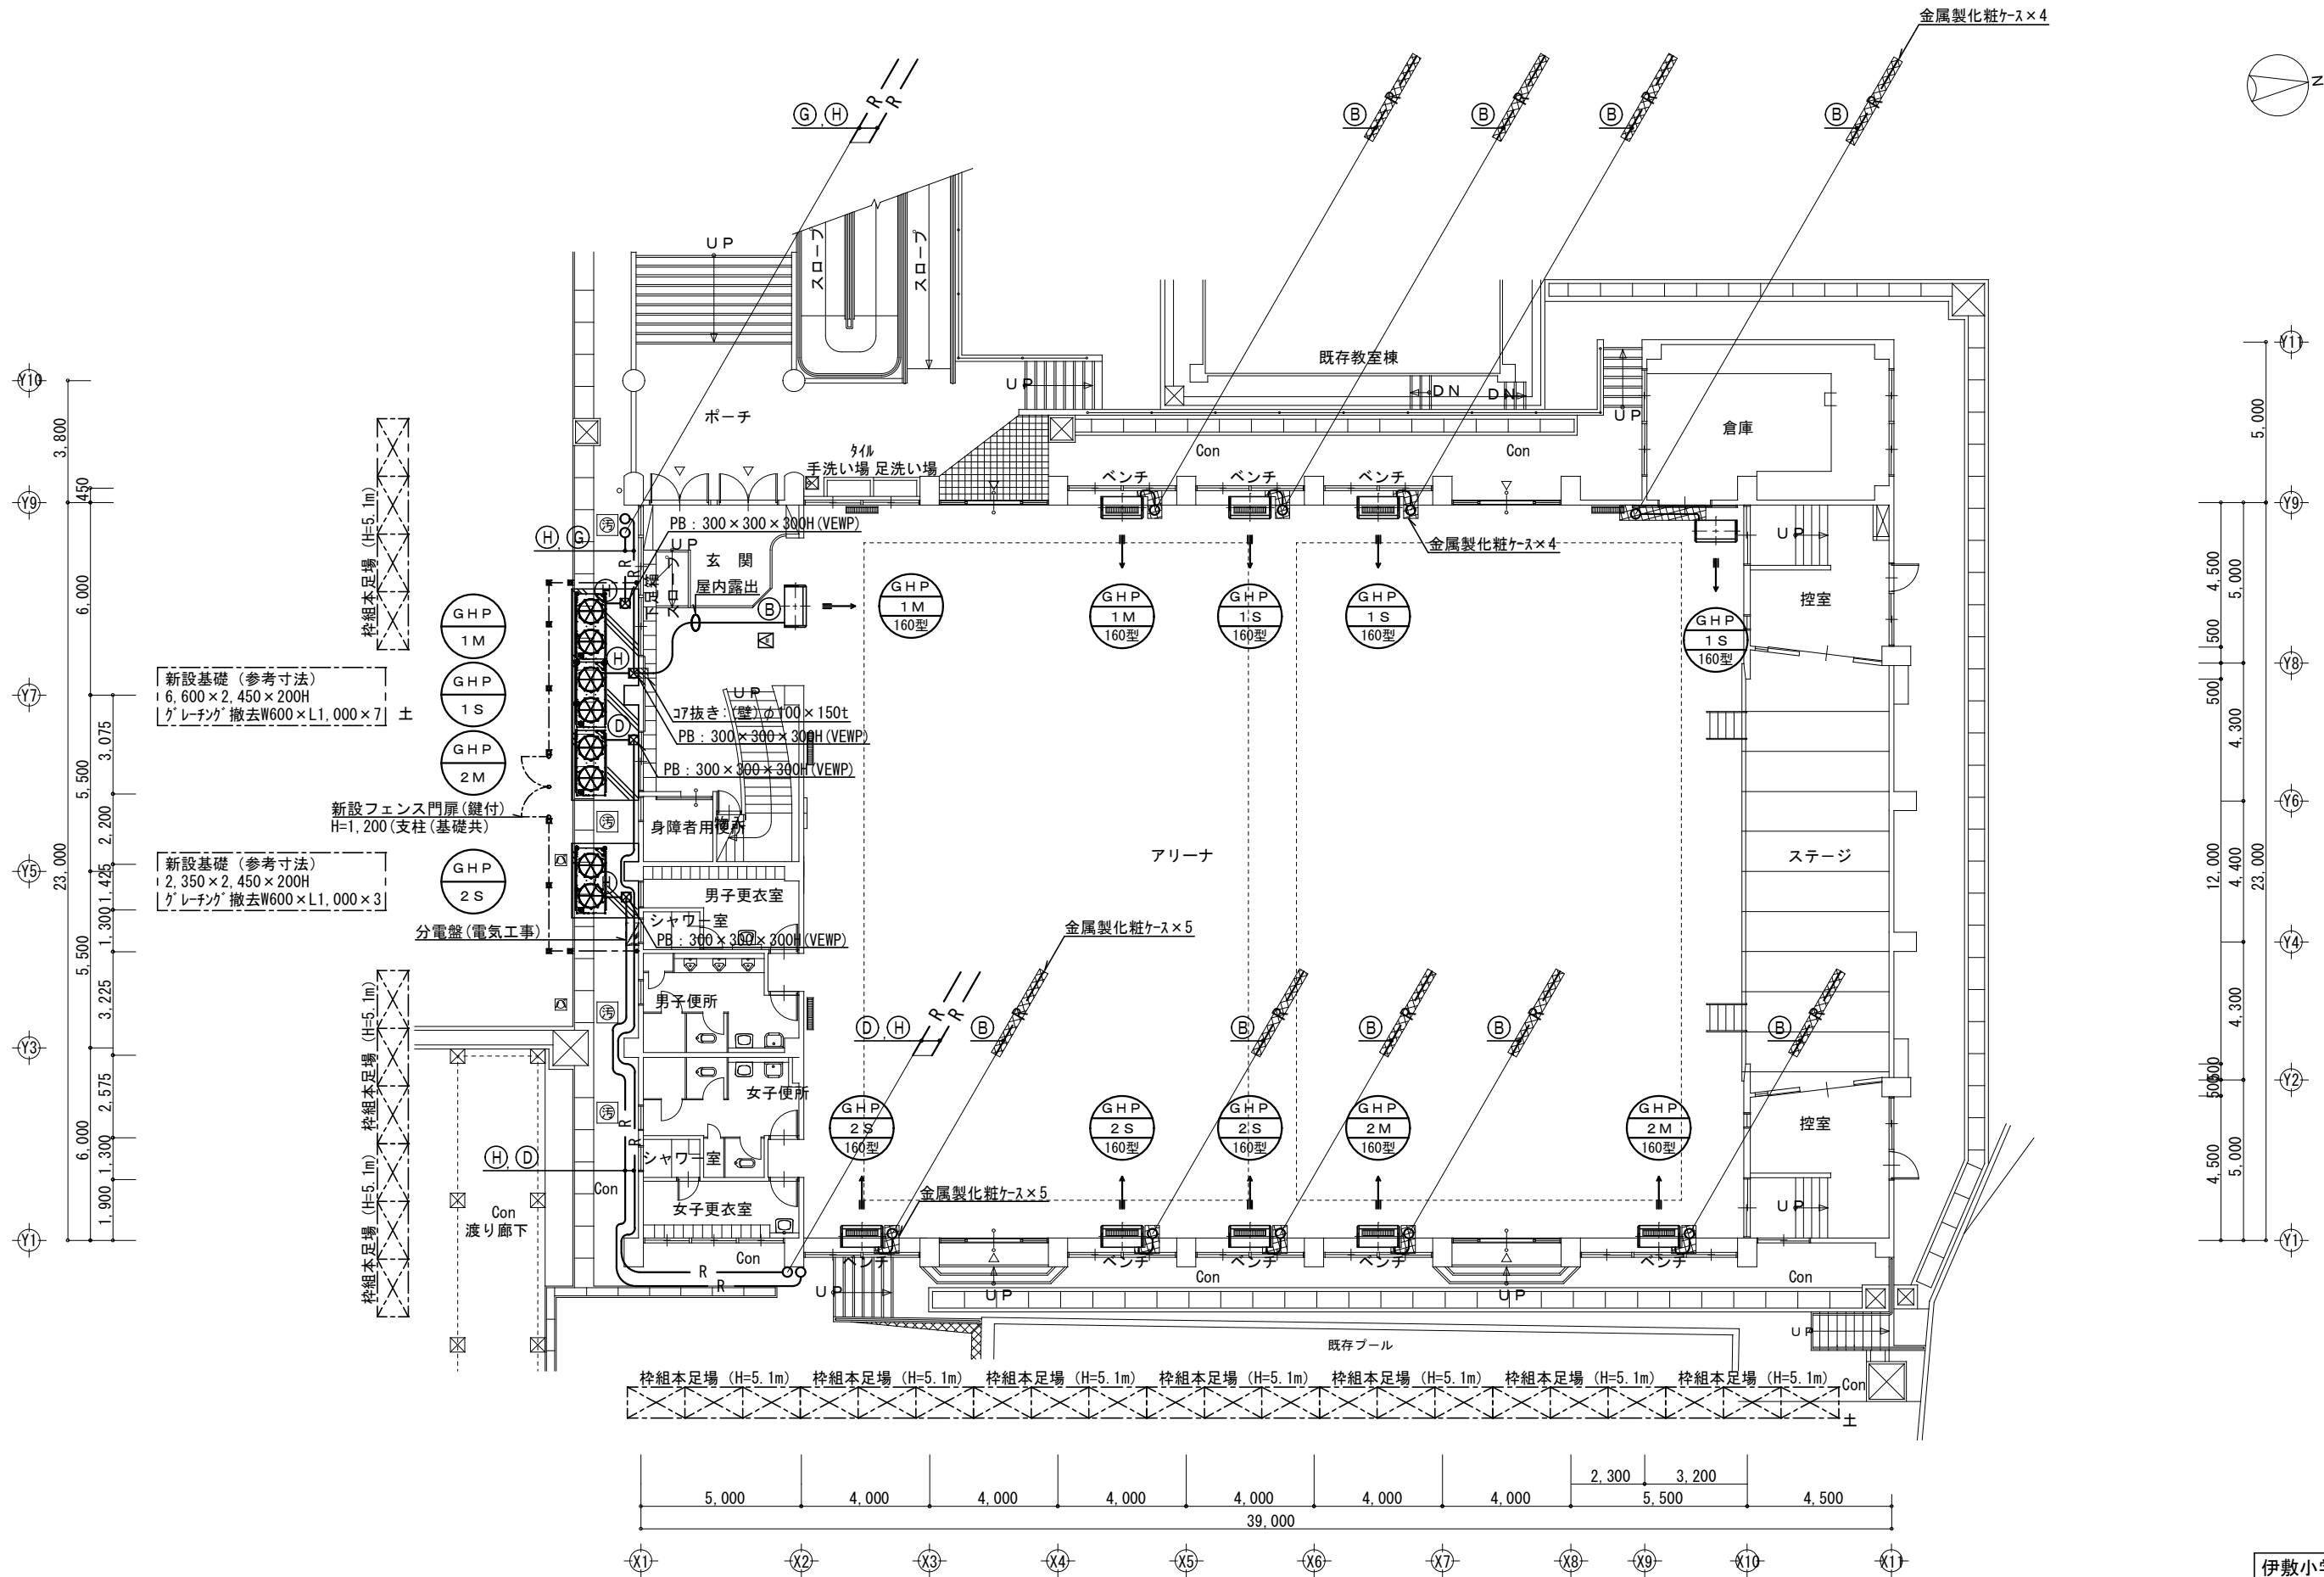 金属製化粧ケース×4
N
Ⓖ,Ⓗ
R
R
Ⓑ
R
Ⓑ
R
Ⓑ
R
Ⓑ
R
UP
スロープ
スロープ
既存教室棟
UP
DN
DN
UP
倉庫
ポーチ
タイル
手洗い場 足洗い場
Con
Con
ベンチ
ベンチ
ベンチ
Y10
Y9
Y7
Y5
Y3
Y1
3,800
450
6,000
5,500
5,500
6,000
23,000
3,075
2,200
1,425
1,300
3,225
2,575
1,300
1,900
枠組本足場 (H=5.1m)
枠組本足場 (H=5.1m)
枠組本足場 (H=5.1m)
汚
PB:300×300×300H(VEWP)
Ⓗ,Ⓖ
R
R
UP
玄 関
下足箱
スロープ
屋内露出
Ⓑ
金属製化粧ケース×4
GHP
1M
160型
GHP
1M
160型
GHP
1S
160型
GHP
1S
160型
GHP
1S
160型
UP
控室
GHP
1M
GHP
1S
GHP
2M
GHP
2S
Ⓗ
Ⓗ
Ⓓ
Ⓗ
新設基礎 (参考寸法)
6,600×2,450×200H
グレーチング撤去W600×L1,000×7
土
UP
コア抜き:(壁)φ100×150t
PB:300×300×300H(VEWP)
PB:300×300×300H(VEWP)
新設フェンス門扉(鍵付)
H=1,200(支柱(基礎共)
汚
身障者用便所
物入
アリーナ
ステージ
新設基礎 (参考寸法)
2,350×2,450×200H
グレーチング撤去W600×L1,000×3
男子更衣室
シャワー室
分電盤(電気工事)
PB:300×300×300H(VEWP)
金属製化粧ケース×5
男子便所
汚
Ⓓ,Ⓗ
R
R
Ⓑ
R
Ⓑ
R
Ⓑ
R
Ⓑ
R
Ⓑ
R
女子便所
汚
R
R
GHP
2S
160型
GHP
2S
160型
GHP
2S
160型
GHP
2M
160型
GHP
2M
160型
控室
UP
Ⓗ,Ⓓ
シャワー室
Con
女子更衣室
金属製化粧ケース×5
Con
渡り廊下
Con
R
R
ベンチ
ベンチ
ベンチ
ベンチ
ベンチ
Con
Con
UP
UP
UP
UP
既存プール
枠組本足場 (H=5.1m)
枠組本足場 (H=5.1m)
枠組本足場 (H=5.1m)
枠組本足場 (H=5.1m)
枠組本足場 (H=5.1m)
枠組本足場 (H=5.1m)
枠組本足場 (H=5.1m)
Con
土
Y11
Y9
Y8
Y6
Y4
Y2
Y1
5,000
4,500
500
500
12,000
500
500
4,500
5,000
4,300
4,400
4,300
5,000
23,000
2,300
3,200
5,000
4,000
4,000
4,000
4,000
4,000
4,000
5,500
4,500
39,000
X1
X2
X3
X4
X5
X6
X7
X8
X9
X10
X11
伊敷小